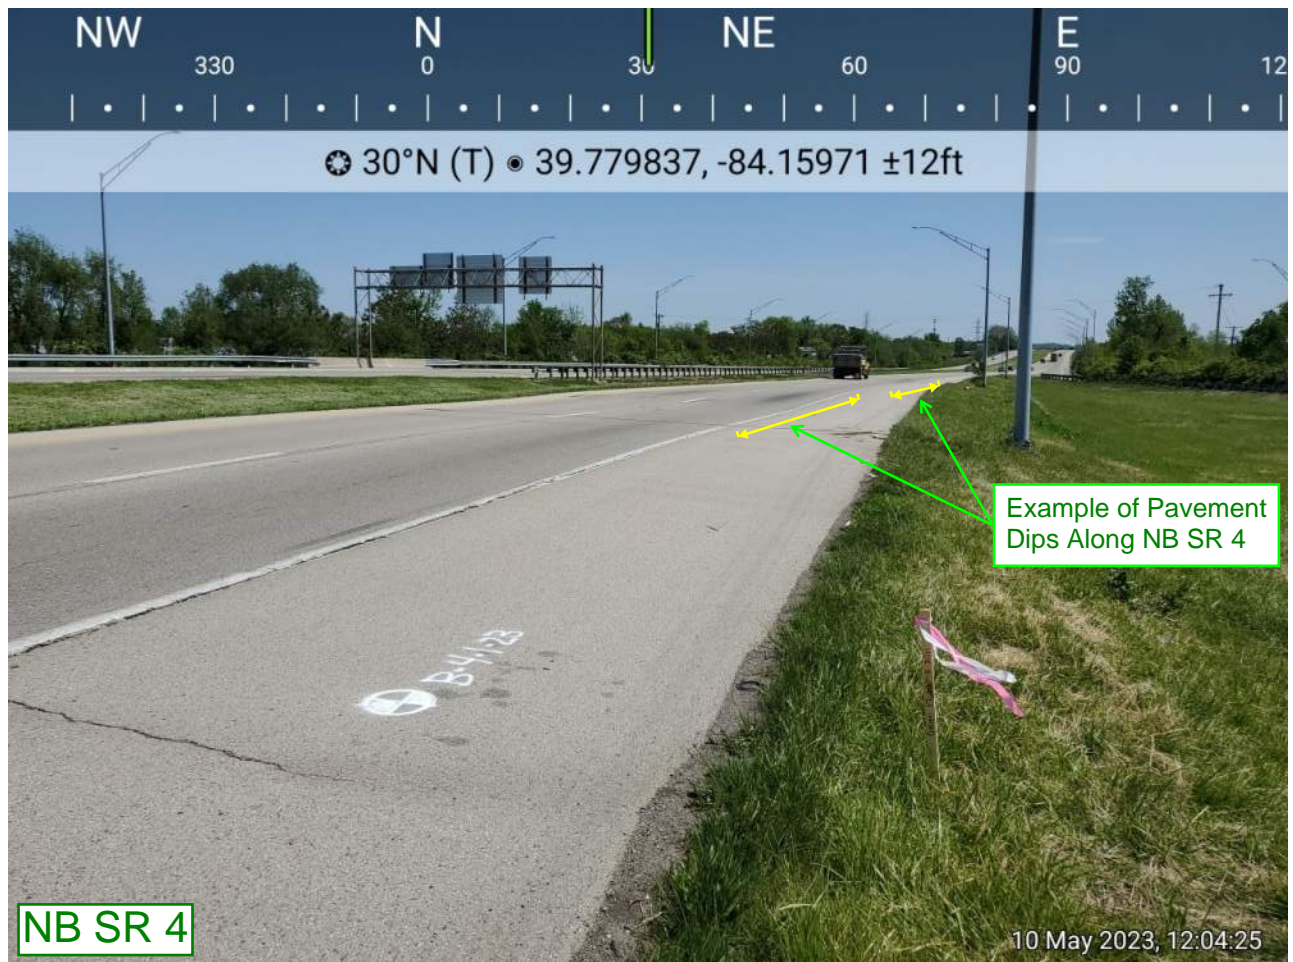 NW N NE E
330 0 30 60 90 12
30°N (T) 39.779837, -84.15971 ±12ft
Example of Pavement
Dips Along NB SR 4
B-4-1-23
NB SR 4
10 May 2023, 12:04:25